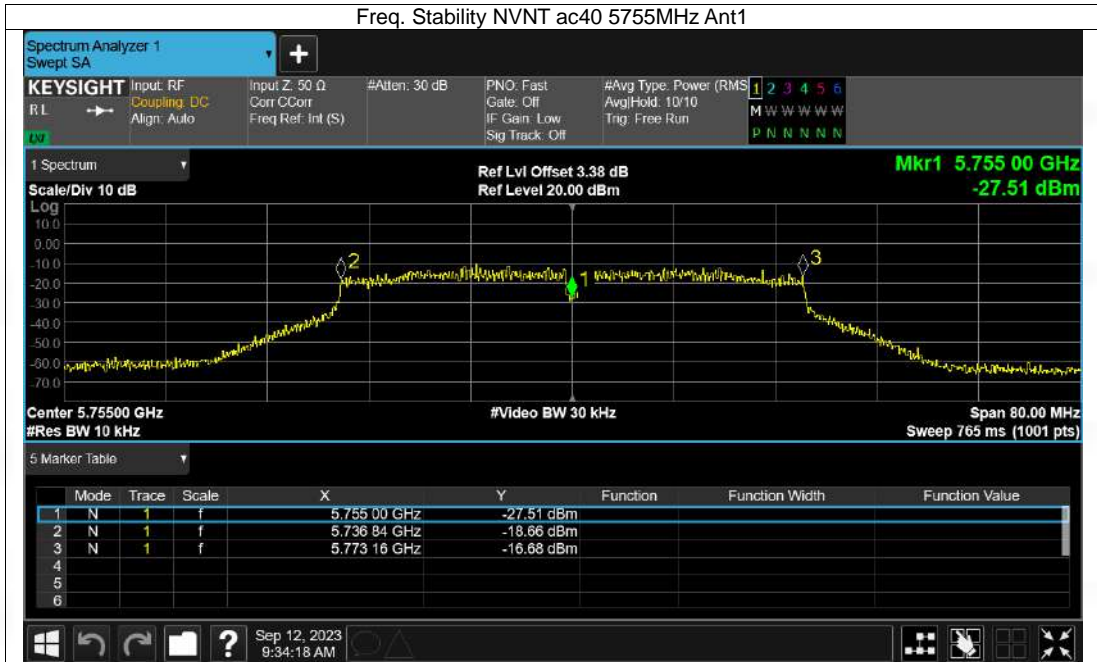 Freq. Stability NVNT ac40 5755MHz Ant1
Spectrum Analyzer 1
Swept SA
+
KEYSIGHT
RL
LXI
Input: RF
Coupling: DC
Align: Auto
Input Z: 50 Ω
Corr CCorr
Freq Ref: Int (S)
#Atten: 30 dB
PNO: Fast
Gate: Off
IF Gain: Low
Sig Track: Off
#Avg Type: Power (RMS
Avg|Hold: 10/10
Trig: Free Run
1 2 3 4 5 6
M W W W W W
P N N N N N
1 Spectrum
Scale/Div 10 dB
Ref Lvl Offset 3.38 dB
Ref Level 20.00 dBm
Mkr1 5.755 00 GHz
-27.51 dBm
Log
10.0
0.00
-10.0
-20.0
-30.0
-40.0
-50.0
-60.0
-70.0
2
1
3
Center 5.75500 GHz
#Res BW 10 kHz
#Video BW 30 kHz
Span 80.00 MHz
Sweep 765 ms (1001 pts)
5 Marker Table
Mode Trace Scale X Y Function Function Width Function Value
1 N 1 f 5.755 00 GHz -27.51 dBm
2 N 1 f 5.736 84 GHz -18.66 dBm
3 N 1 f 5.773 16 GHz -16.68 dBm
4
5
6
?
Sep 12, 2023
9:34:18 AM